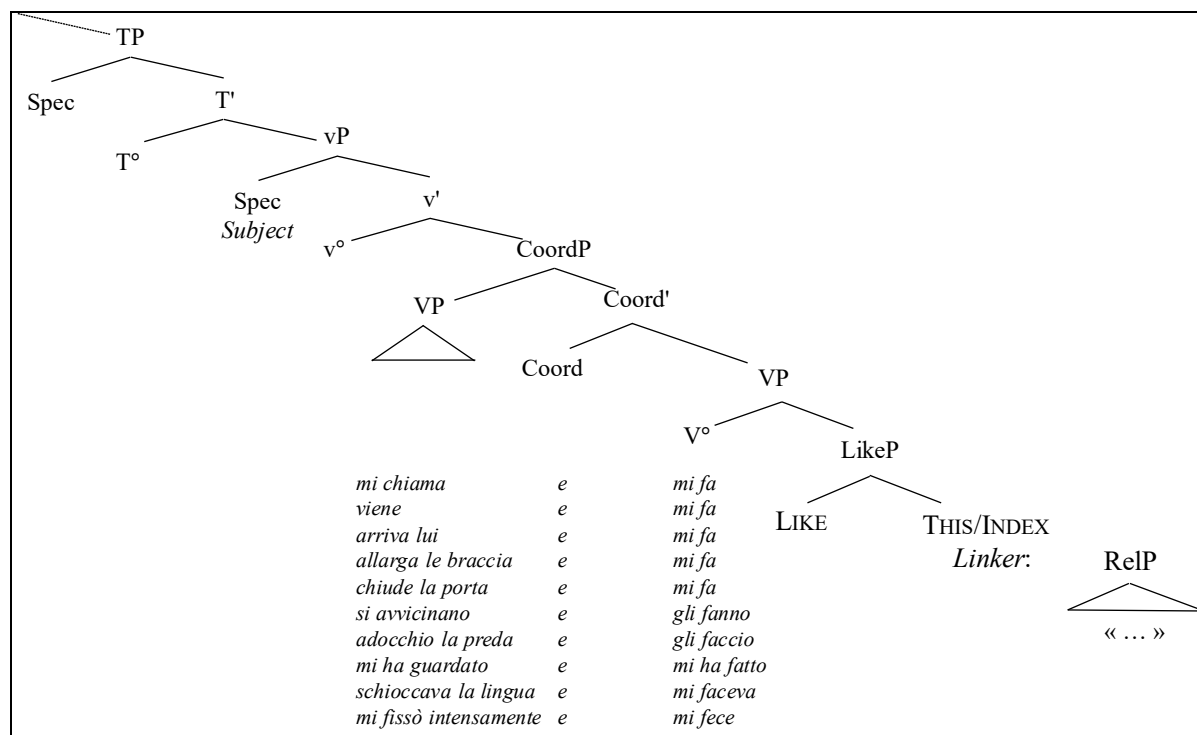 TP
Spec T'
T° vP
Spec v'
Subject
v° CoordP
VP Coord'
Coord VP
V° LikeP
mi chiama e mi fa LIKE THIS/INDEX
viene e mi fa Linker: RelP
arriva lui e mi fa
allarga le braccia e mi fa
chiude la porta e mi fa
si avvicinano e gli fanno « … »
adocchio la preda e gli faccio
mi ha guardato e mi ha fatto
schioccava la lingua e mi faceva
mi fissò intensamente e mi fece